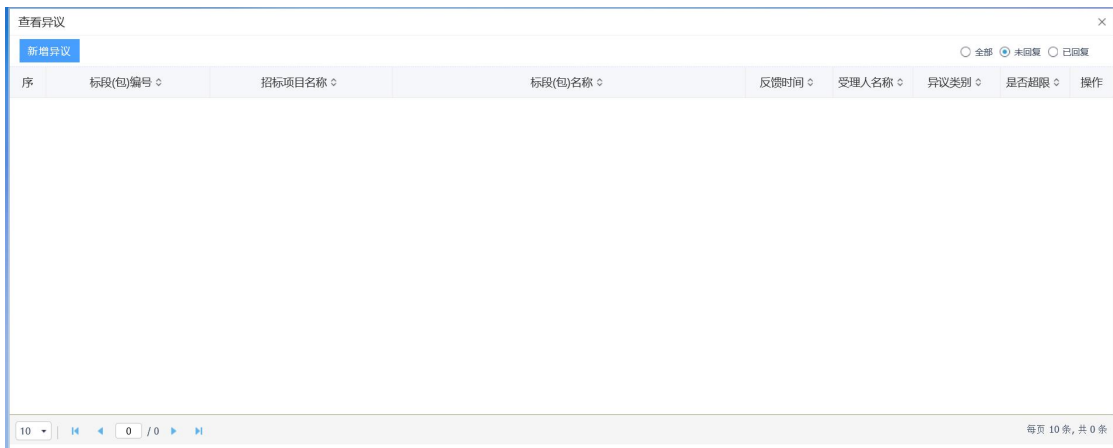 查看异议
新增异议 全部 未回复 已回复
序 标段(包)编号 招标项目名称 标段(包)名称 反馈时间 受理人名称 异议类别 是否超限 操作
10 0 / 0 每页 10 条, 共 0 条